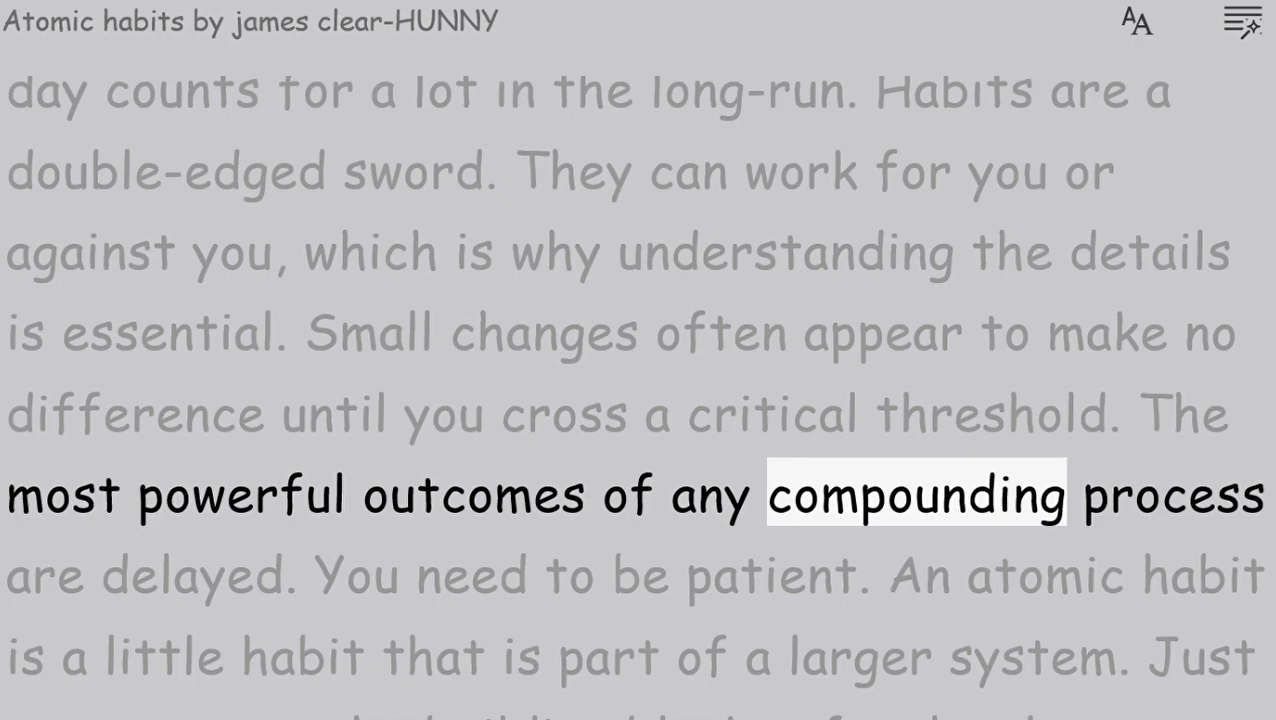 Atomic habits by james clear-HUNNY
AA
day counts for a lot in the long-run. Habits are a
double-edged sword. They can work for you or
against you, which is why understanding the details
is essential. Small changes often appear to make no
difference until you cross a critical threshold. The
most powerful outcomes of any compounding process
are delayed. You need to be patient. An atomic habit
is a little habit that is part of a larger system. Just